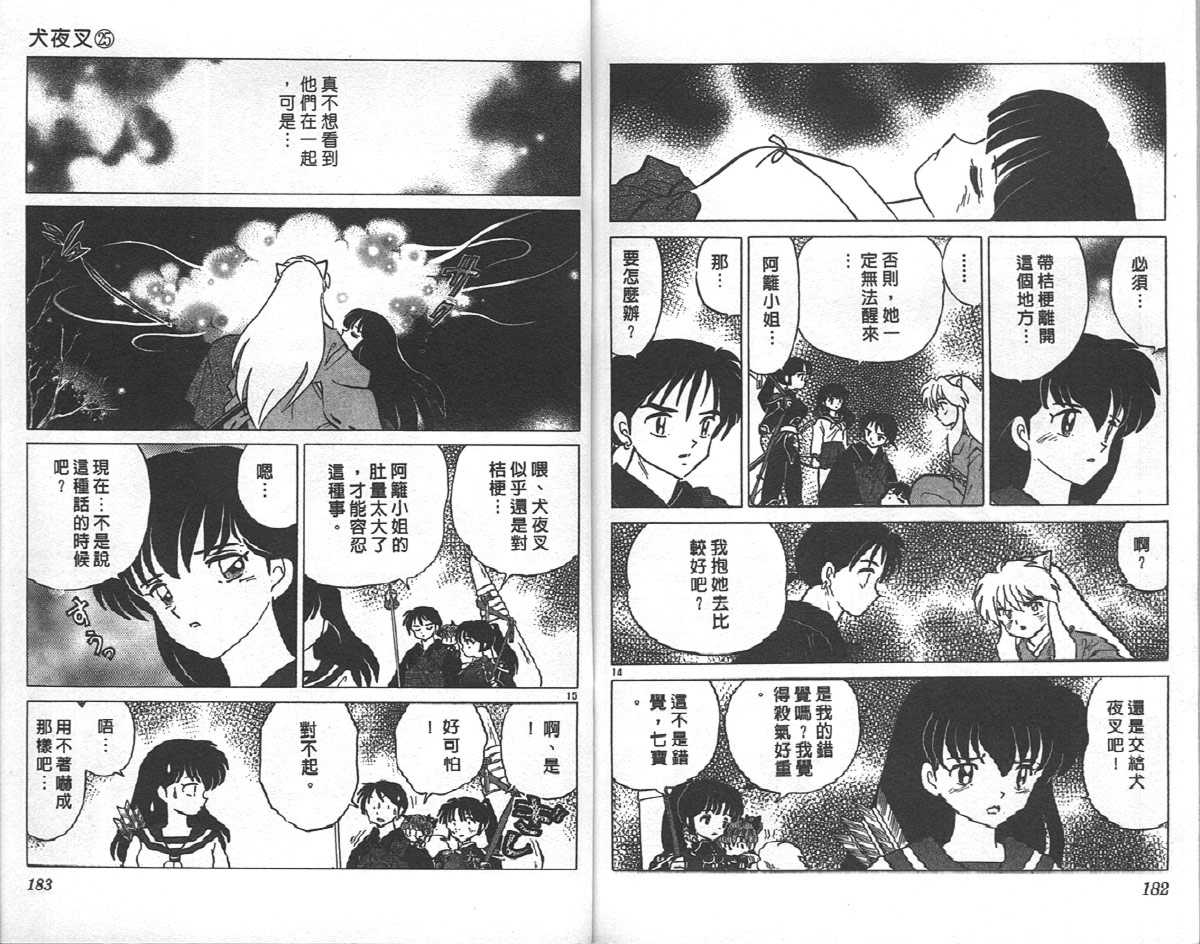 必須…
帶桔梗離開
這個地方…
……
否則，她一
定無法醒來
…
阿籬小姐…
那…
要怎麼辦？
啊？
我抱她去比
較好吧？
14
還是交給犬
夜叉吧！
是我的錯
覺嗎？我覺
得殺氣好重
。
這不是錯
覺，七寶
。
182
犬夜叉㉕
真不想看到
他們在一起
，可是…
喂、犬夜叉
似乎還是對
桔梗…
阿籬小姐的
肚量太大了
，才能容忍
這種事。
嗯…
現在…不是說
這種話的時候
吧？
すうっ
15
啊、是
！
好可怕
！
ギョッ
對不起。
唔…
用不著嚇成
那樣吧…
183